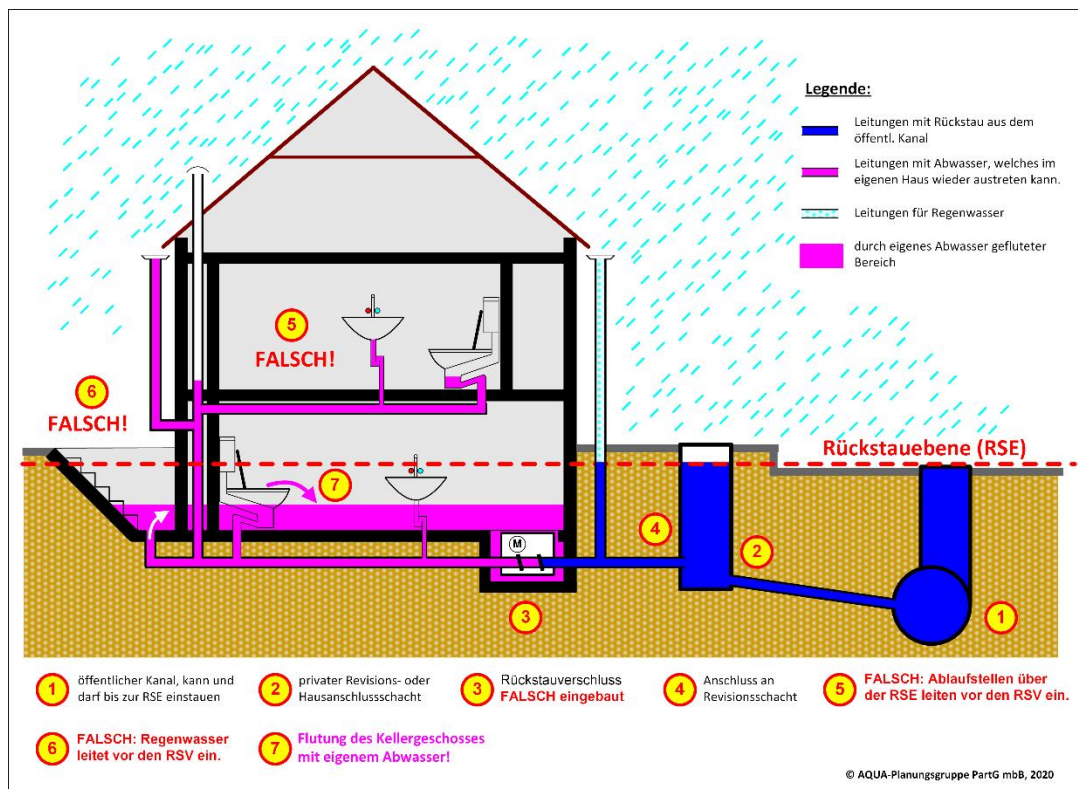 Legende:
Leitungen mit Rückstau aus dem
öffentl. Kanal
Leitungen mit Abwasser, welches im
eigenen Haus wieder austreten kann.
Leitungen für Regenwasser
durch eigenes Abwasser gefluteter
Bereich
5
FALSCH!
6
FALSCH!
Rückstauebene (RSE)
7
4
M
2
3
1
1 öffentlicher Kanal, kann und
darf bis zur RSE einstauen
2 privater Revisions- oder
Hausanschlussschacht
3 Rückstauverschluss
FALSCH eingebaut
4 Anschluss an
Revisionsschacht
5 FALSCH: Ablaufstellen über
der RSE leiten vor den RSV ein.
6 FALSCH: Regenwasser
leitet vor den RSV ein.
7 Flutung des Kellergeschosses
mit eigenem Abwasser!
© AQUA-Planungsgruppe PartG mbB, 2020